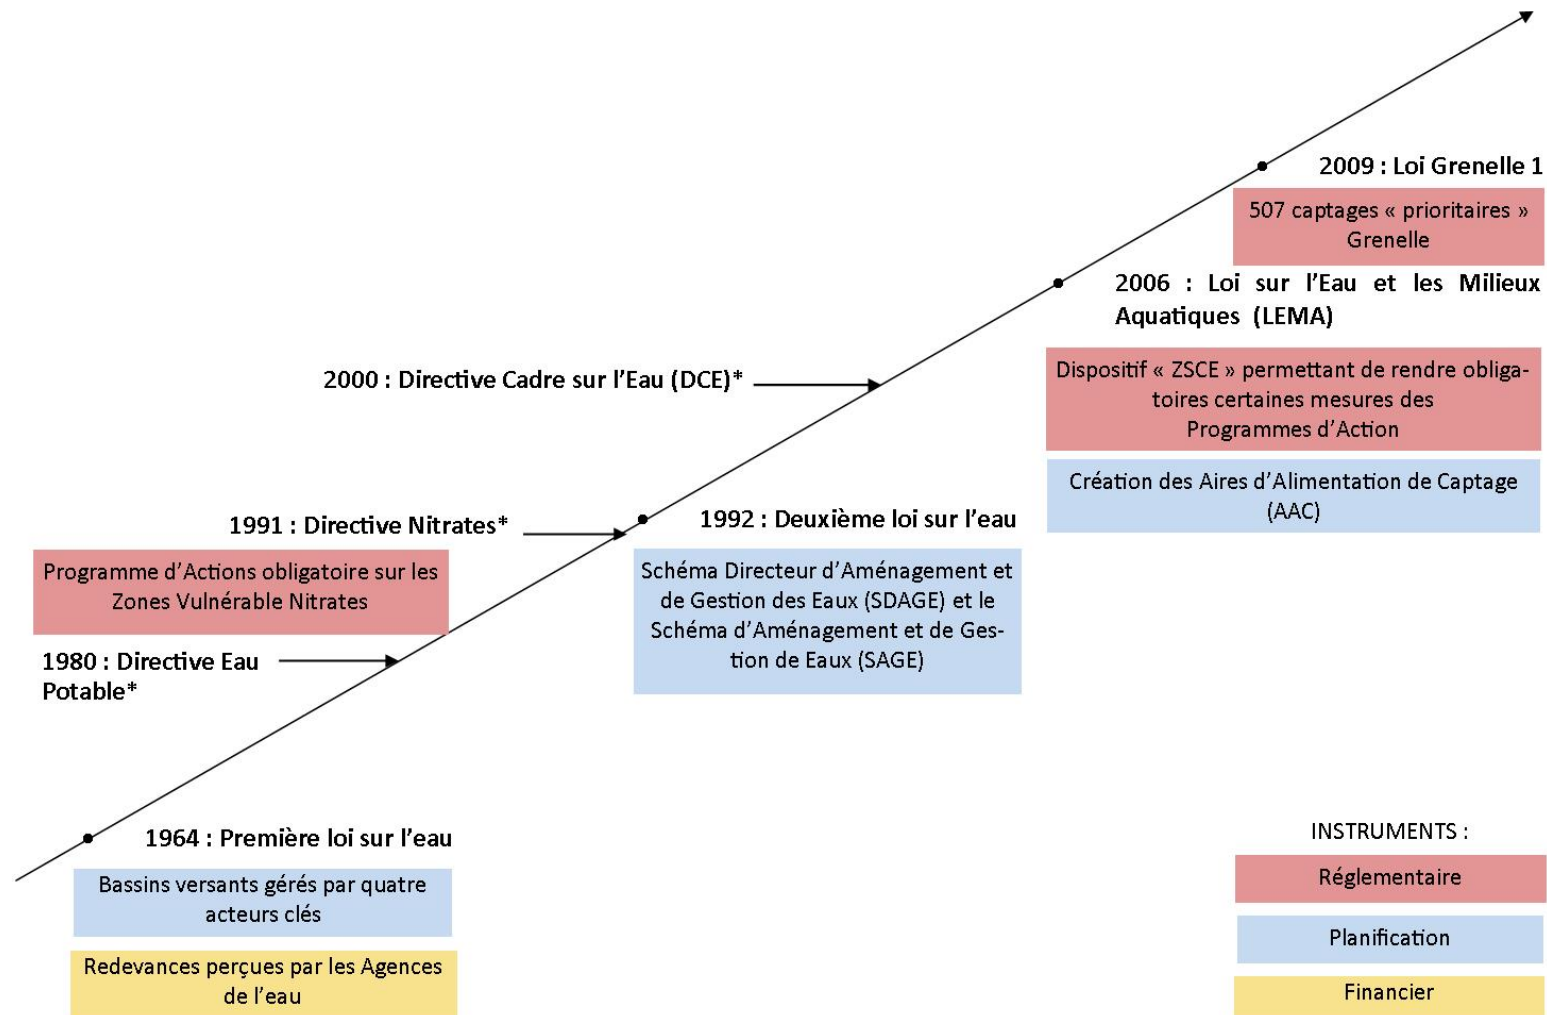 2009 : Loi Grenelle 1
507 captages « prioritaires »
Grenelle
2006 : Loi sur l’Eau et les Milieux
Aquatiques (LEMA)
Dispositif « ZSCE » permettant de rendre obliga-
toires certaines mesures des
Programmes d’Action
Création des Aires d’Alimentation de Captage
(AAC)
2000 : Directive Cadre sur l’Eau (DCE)*
1991 : Directive Nitrates*
Programme d’Actions obligatoire sur les
Zones Vulnérable Nitrates
1992 : Deuxième loi sur l’eau
Schéma Directeur d’Aménagement et
de Gestion des Eaux (SDAGE) et le
Schéma d’Aménagement et de Ges-
tion de Eaux (SAGE)
1980 : Directive Eau
Potable*
1964 : Première loi sur l’eau
Bassins versants gérés par quatre
acteurs clés
Redevances perçues par les Agences
de l’eau
INSTRUMENTS :
Réglementaire
Planification
Financier